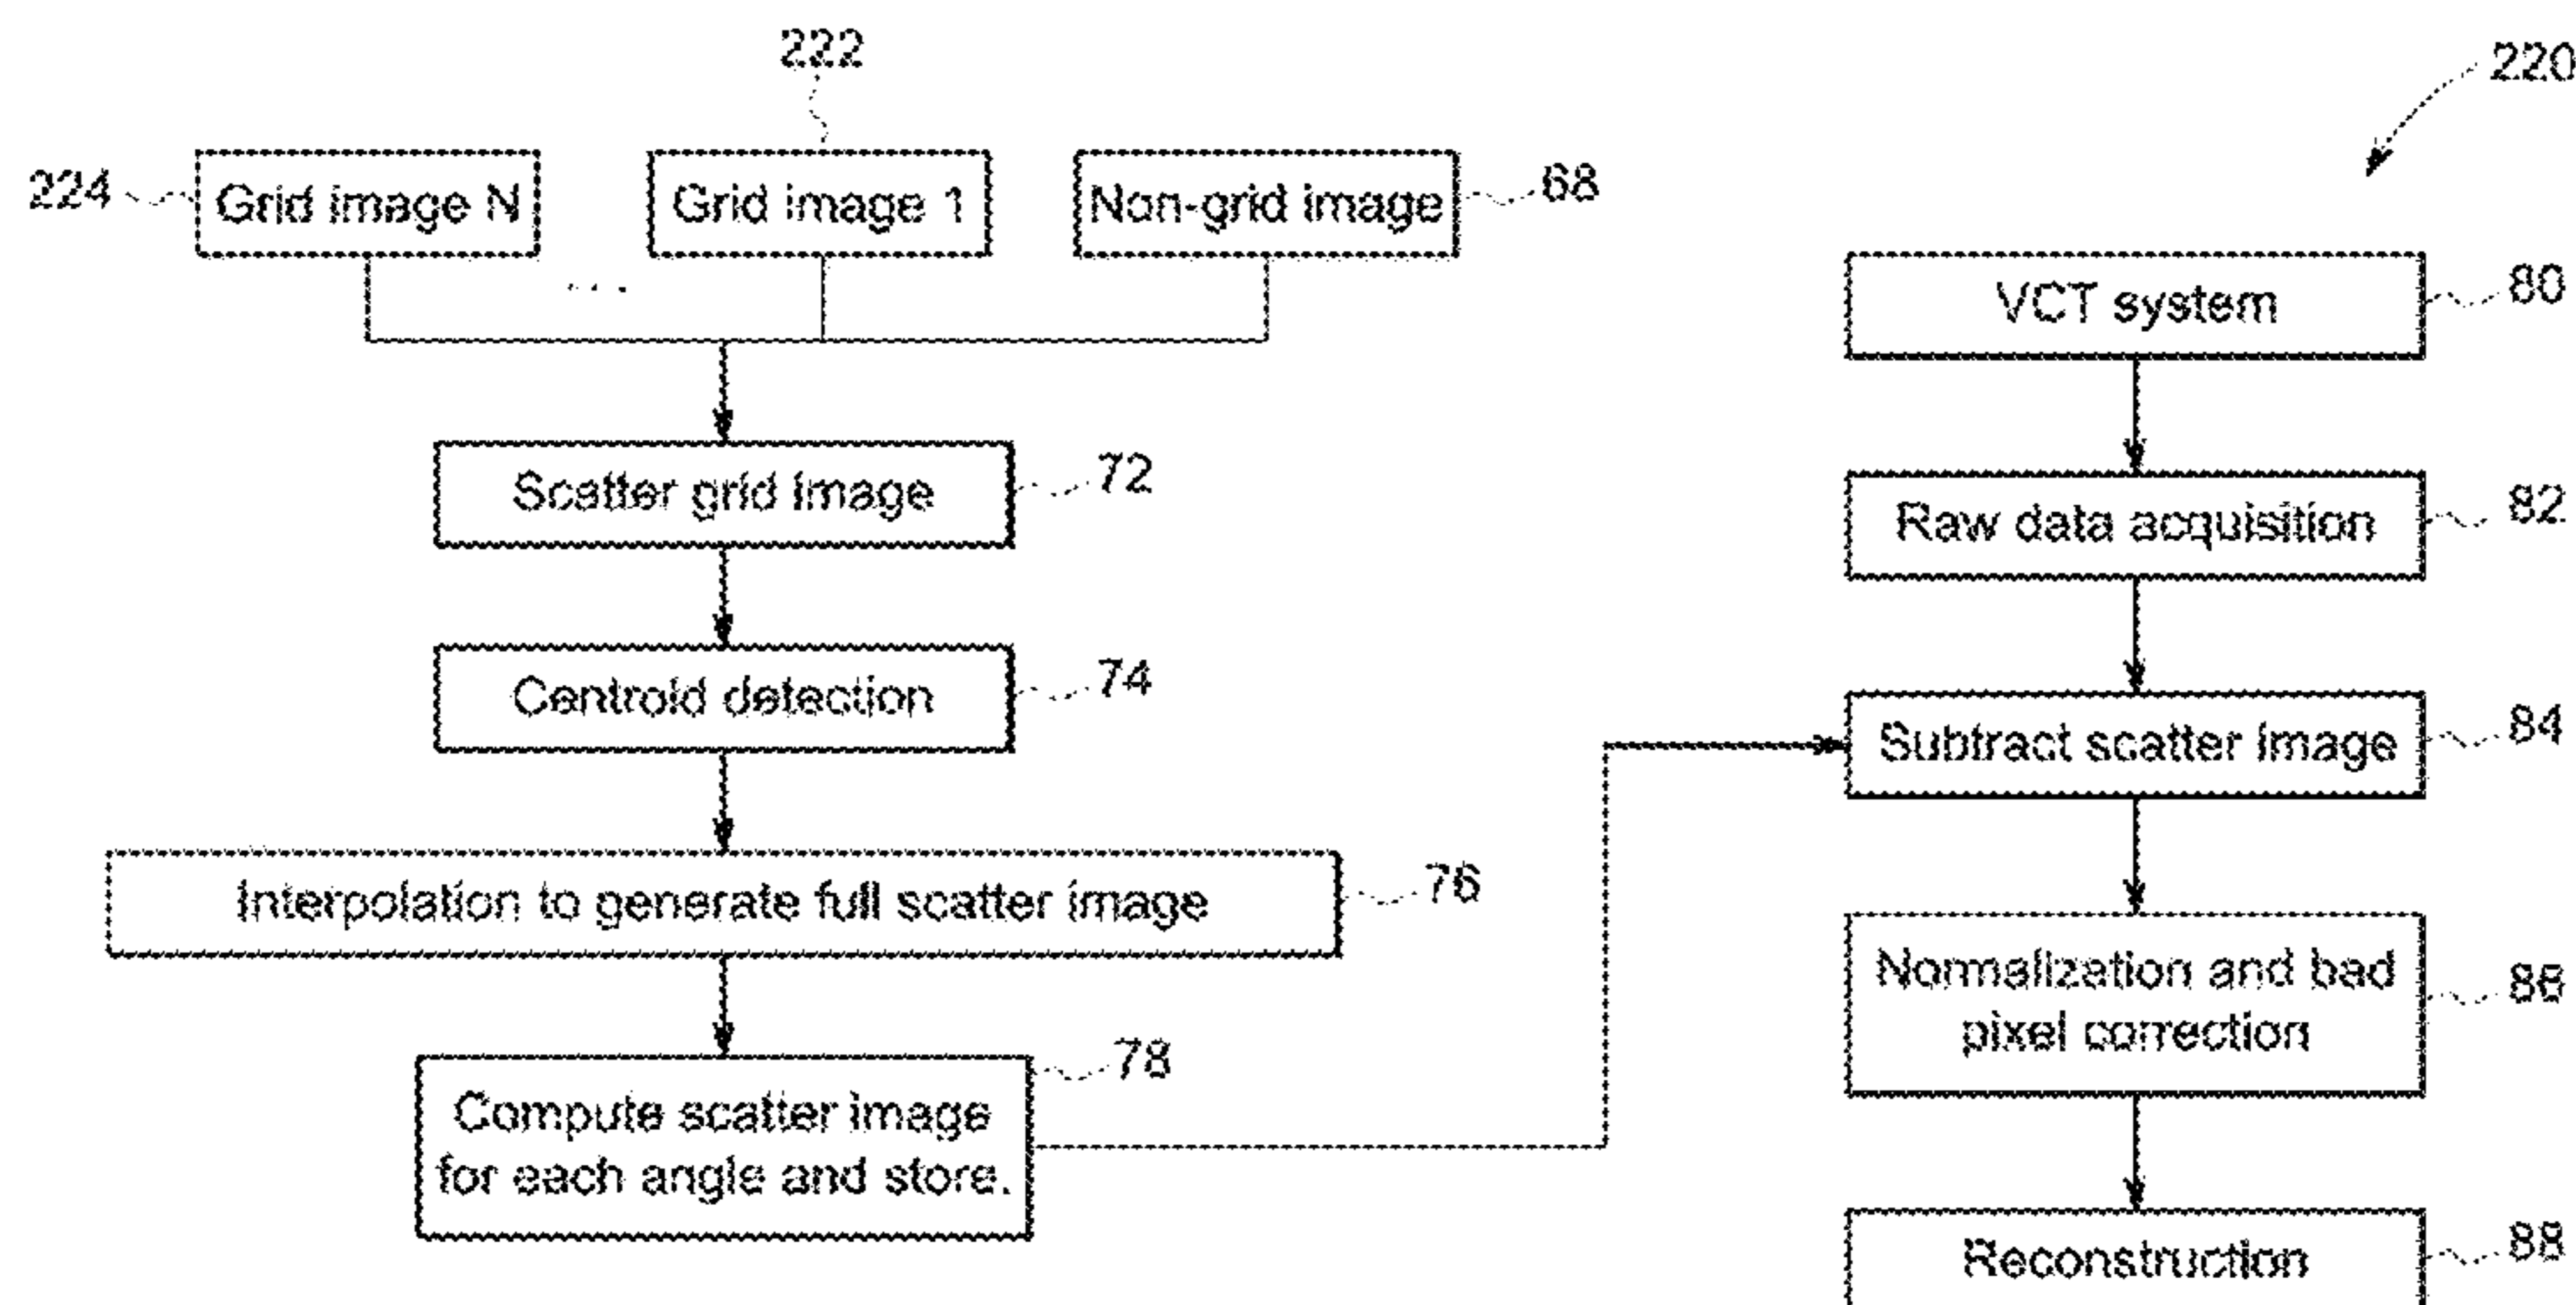 222
220
224
Grid image N
Grid image 1
Non-grid image
68
...
VCT system
80
Scatter grid image
72
Raw data acquisition
82
Centroid detection
74
Subtract scatter image
84
Interpolation to generate full scatter image
76
Normalization and bad
pixel correction
86
Compute scatter image
for each angle and store.
78
Reconstruction
88